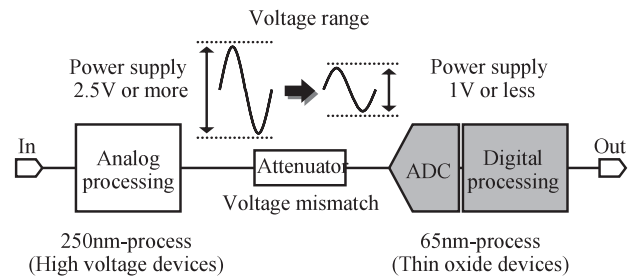 Voltage range
Power supply
2.5V or more
Power supply
1V or less
In
Analog
processing
Attenuator
ADC
Digital
processing
Out
Voltage mismatch
250nm-process
(High voltage devices)
65nm-process
(Thin oxide devices)